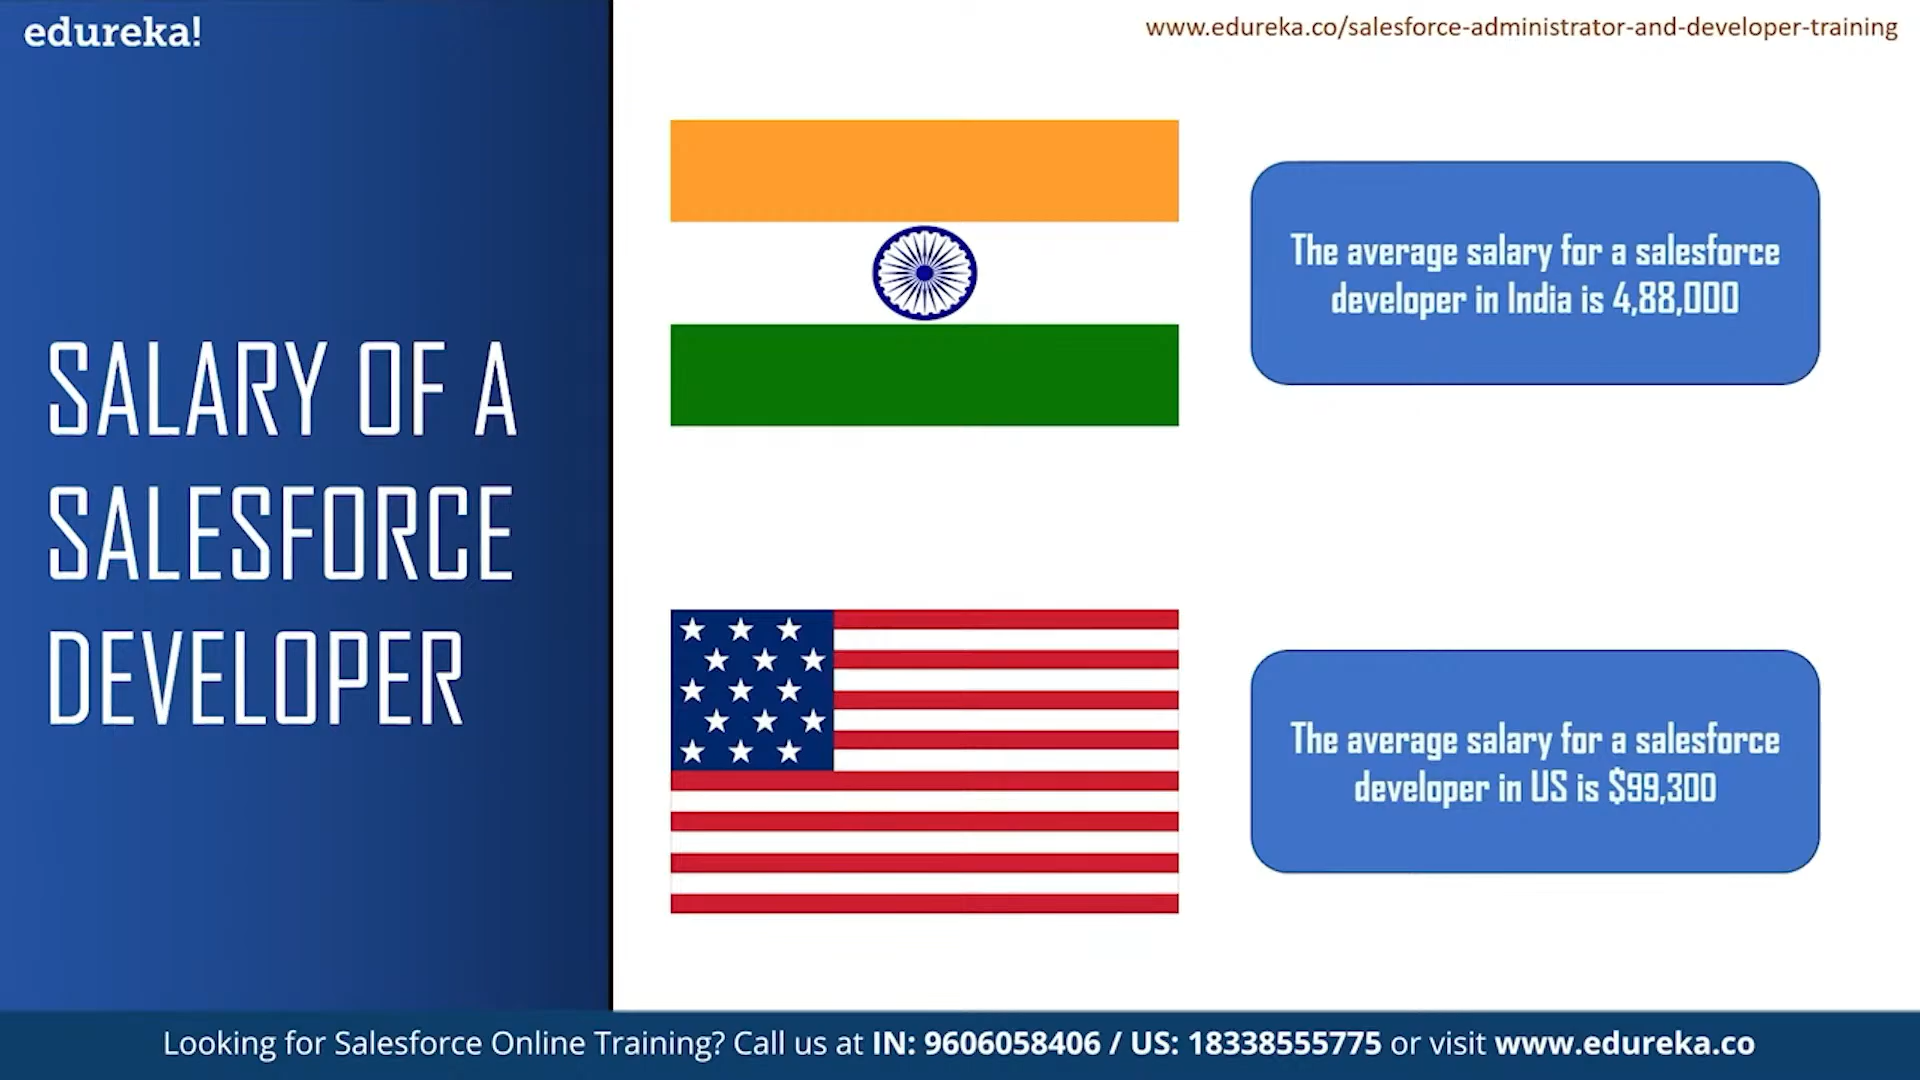 edureka!
www.edureka.co/salesforce-administrator-and-developer-training
SALARY OF A
SALESFORCE
DEVELOPER
The average salary for a salesforce
developer in India is 4,88,000
The average salary for a salesforce
developer in US is $99,300
Looking for Salesforce Online Training? Call us at IN: 9606058406 / US: 18338555775 or visit www.edureka.co